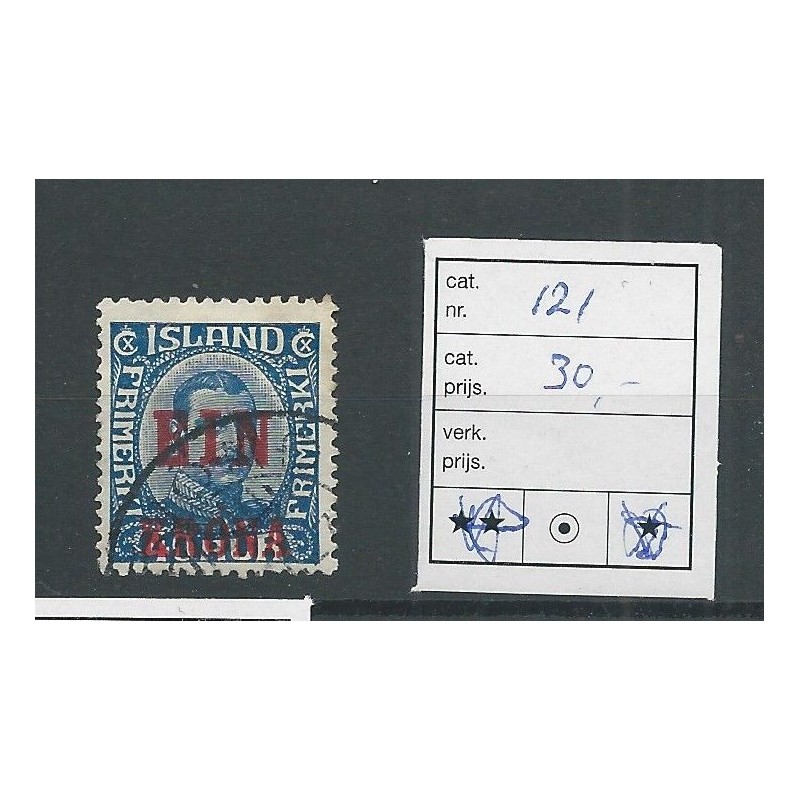 ISLAND
FRIMERKI
FRIMERKI
EIN
KRÓNA
cat.
nr. 121
cat.
prijs. 30,-
verk.
prijs.